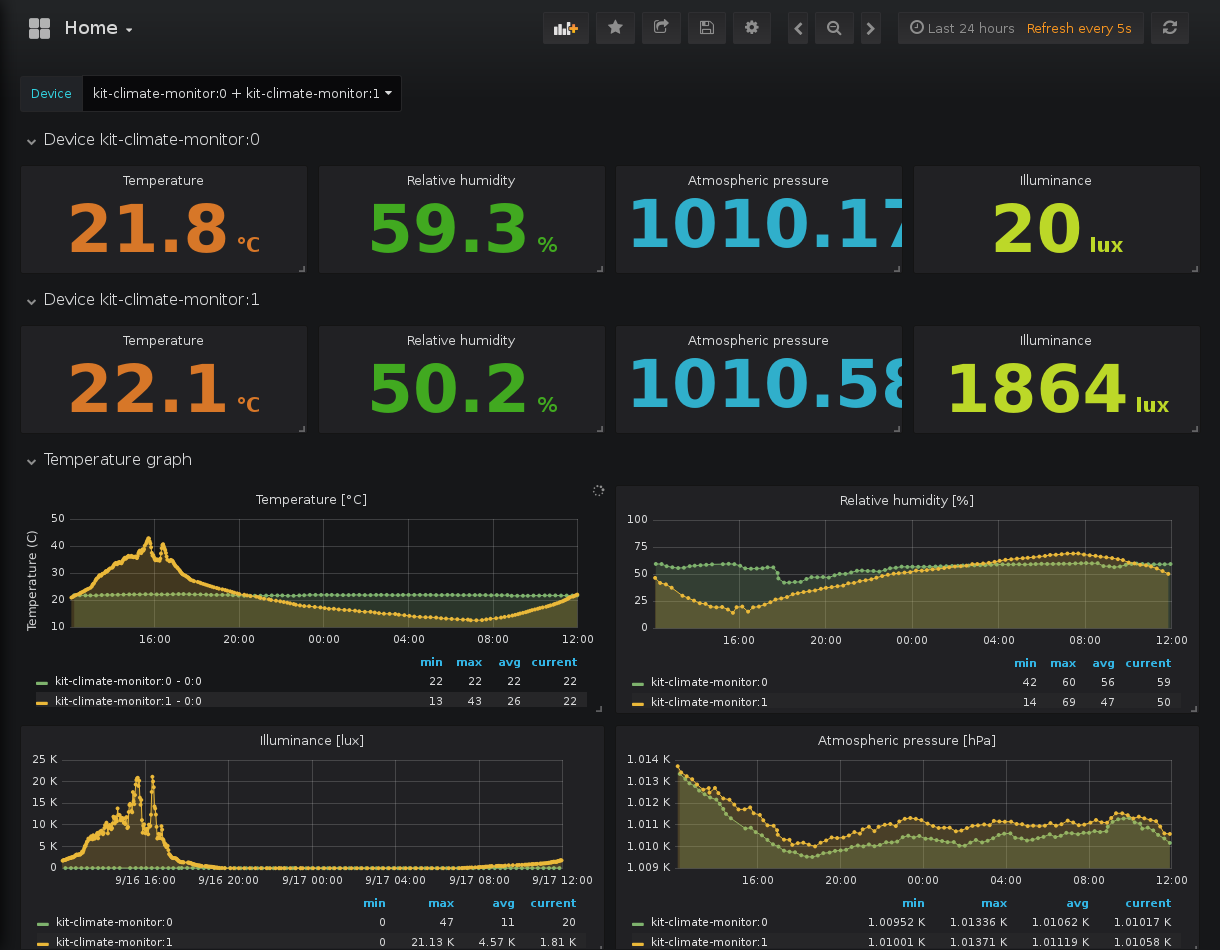 Home
Last 24 hours Refresh every 5s
Device kit-climate-monitor:0 + kit-climate-monitor:1
Device kit-climate-monitor:0
Temperature Relative humidity Atmospheric pressure Illuminance
21.8 °C 59.3 % 1010.17 20 lux
Device kit-climate-monitor:1
Temperature Relative humidity Atmospheric pressure Illuminance
22.1 °C 50.2 % 1010.58 1864 lux
Temperature graph
Temperature [°C]
Temperature (C)
50
40
30
20
10
16:00 20:00 00:00 04:00 08:00 12:00
min max avg current
kit-climate-monitor:0 - 0:0 22 22 22 22
kit-climate-monitor:1 - 0:0 13 43 26 22
Relative humidity [%]
100
75
50
25
0
16:00 20:00 00:00 04:00 08:00 12:00
min max avg current
kit-climate-monitor:0 42 60 56 59
kit-climate-monitor:1 14 69 47 50
Illuminance [lux]
25 K
20 K
15 K
10 K
5 K
0
9/16 16:00 9/16 20:00 9/17 00:00 9/17 04:00 9/17 08:00 9/17 12:00
min max avg current
kit-climate-monitor:0 0 47 11 20
kit-climate-monitor:1 0 21.13 K 4.57 K 1.81 K
Atmospheric pressure [hPa]
1.014 K
1.013 K
1.012 K
1.011 K
1.010 K
1.009 K
16:00 20:00 00:00 04:00 08:00 12:00
min max avg current
kit-climate-monitor:0 1.00952 K 1.01336 K 1.01062 K 1.01017 K
kit-climate-monitor:1 1.01001 K 1.01371 K 1.01119 K 1.01058 K